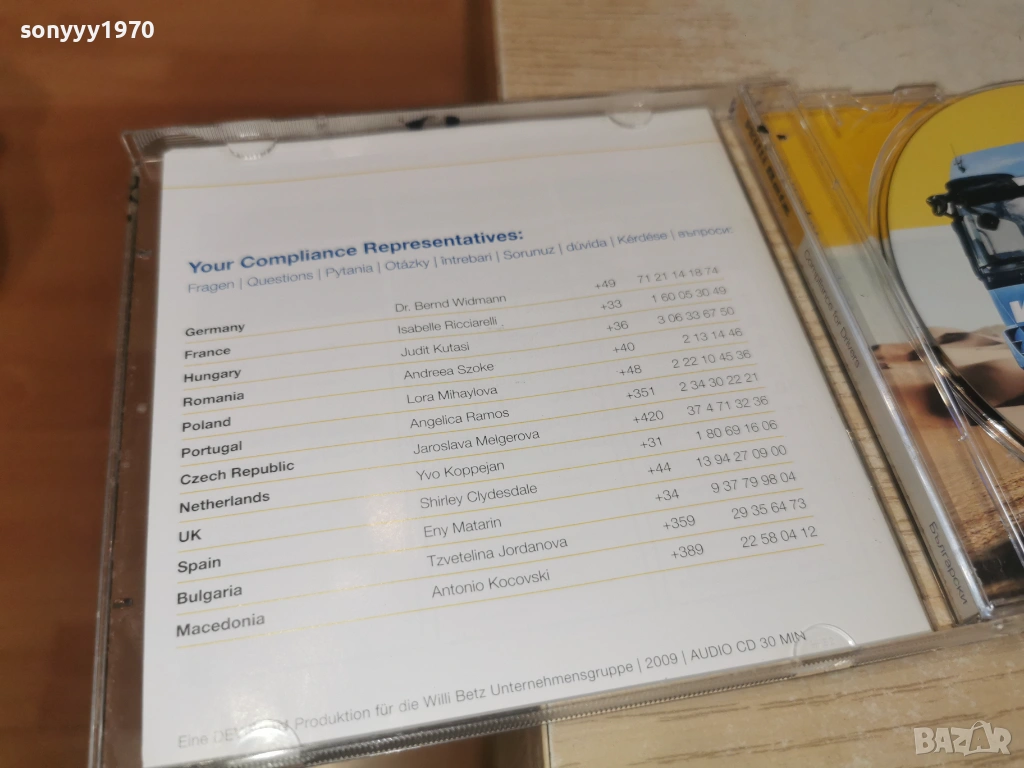 sonyyy1970
Your Compliance Representatives:
Fragen | Questions | Pytania | Otázky | Intrebari | Sorunuz | dúvida | Kérdése | въпроси:
Germany Dr. Bernd Widmann +49 71 21 14 18 74
France Isabelle Ricciarelli +33 1 60 05 30 49
Hungary Judit Kutasi +36 3 06 33 67 50
Romania Andreea Szoke +40 2 13 14 46
Poland Lora Mihaylova +48 2 22 10 45 36
Portugal Angelica Ramos +351 2 34 30 22 21
Czech Republic Jaroslava Melgerova +420 37 4 71 32 36
Netherlands Yvo Koppejan +31 1 80 69 16 06
UK Shirley Clydesdale +44 13 94 27 09 00
Spain Eny Matarin +34 9 37 79 98 04
Bulgaria Tzvetelina Jordanova +359 29 35 64 73
Macedonia Antonio Kocovski +389 22 58 04 12
Eine Produktion für die Willi Betz Unternehmensgruppe | 2009 | AUDIO CD 30 MIN
Compliance for Drivers
Български
BAZAR